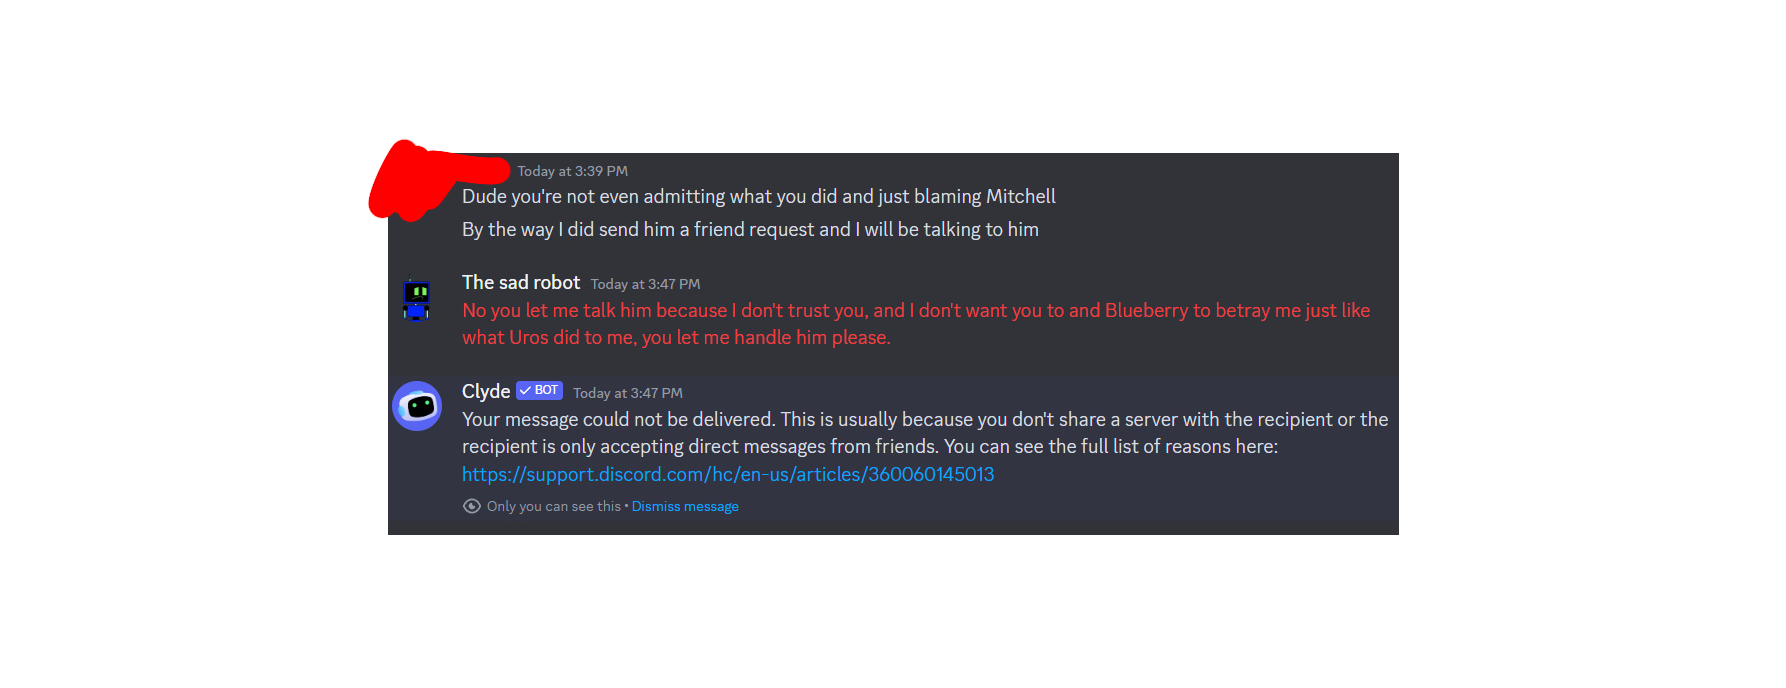 Today at 3:39 PM
Dude you're not even admitting what you did and just blaming Mitchell
By the way I did send him a friend request and I will be talking to him
The sad robot Today at 3:47 PM
No you let me talk him because I don't trust you, and I don't want you to and Blueberry to betray me just like
what Uros did to me, you let me handle him please.
Clyde BOT Today at 3:47 PM
Your message could not be delivered. This is usually because you don't share a server with the recipient or the
recipient is only accepting direct messages from friends. You can see the full list of reasons here:
https://support.discord.com/hc/en-us/articles/360060145013
Only you can see this • Dismiss message